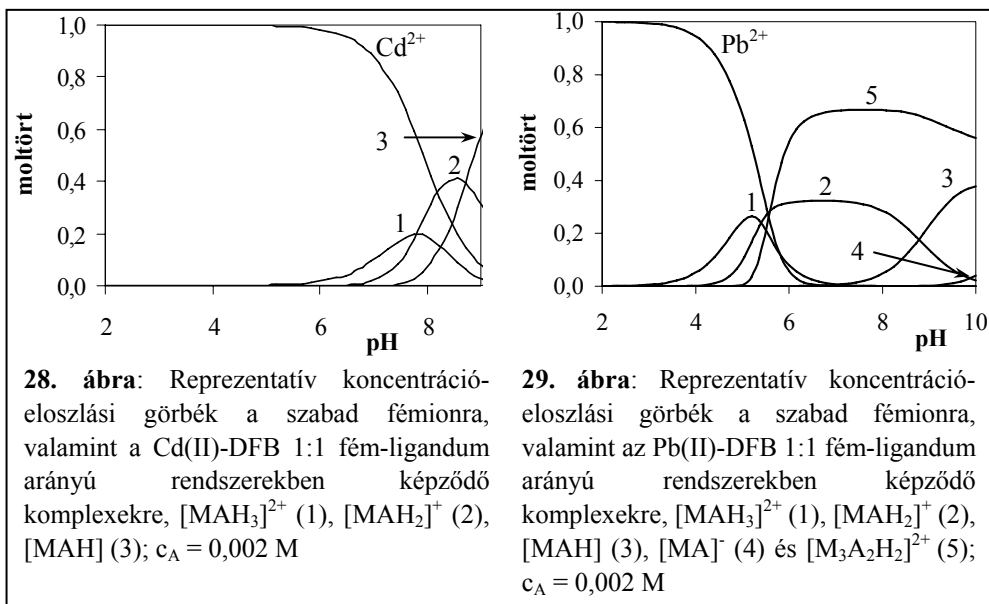 1,0
0,8
0,6
0,4
0,2
0,0
moltört
Cd²⁺
3
2
1
2 4 6 8
pH
28. ábra: Reprezentatív koncentráció-
eloszlási görbék a szabad fémionra,
valamint a Cd(II)-DFB 1:1 fém-ligandum
arányú rendszerekben képződő
komplexekre, [MAH₃]²⁺ (1), [MAH₂]⁺ (2),
[MAH] (3); c_A = 0,002 M
1,0
0,8
0,6
0,4
0,2
0,0
moltört
Pb²⁺
5
1
2
3
4
2 4 6 8 10
pH
29. ábra: Reprezentatív koncentráció-
eloszlási görbék a szabad fémionra,
valamint az Pb(II)-DFB 1:1 fém-ligandum
arányú rendszerekben képződő
komplexekre, [MAH₃]²⁺ (1), [MAH₂]⁺ (2),
[MAH] (3), [MA]⁻ (4) és [M₃A₂H₂]²⁺ (5);
c_A = 0,002 M